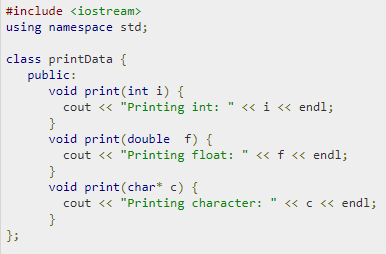 #include <iostream>
using namespace std;

class printData {
   public:
      void print(int i) {
        cout << "Printing int: " << i << endl;
      }
      void print(double  f) {
        cout << "Printing float: " << f << endl;
      }
      void print(char* c) {
        cout << "Printing character: " << c << endl;
      }
};